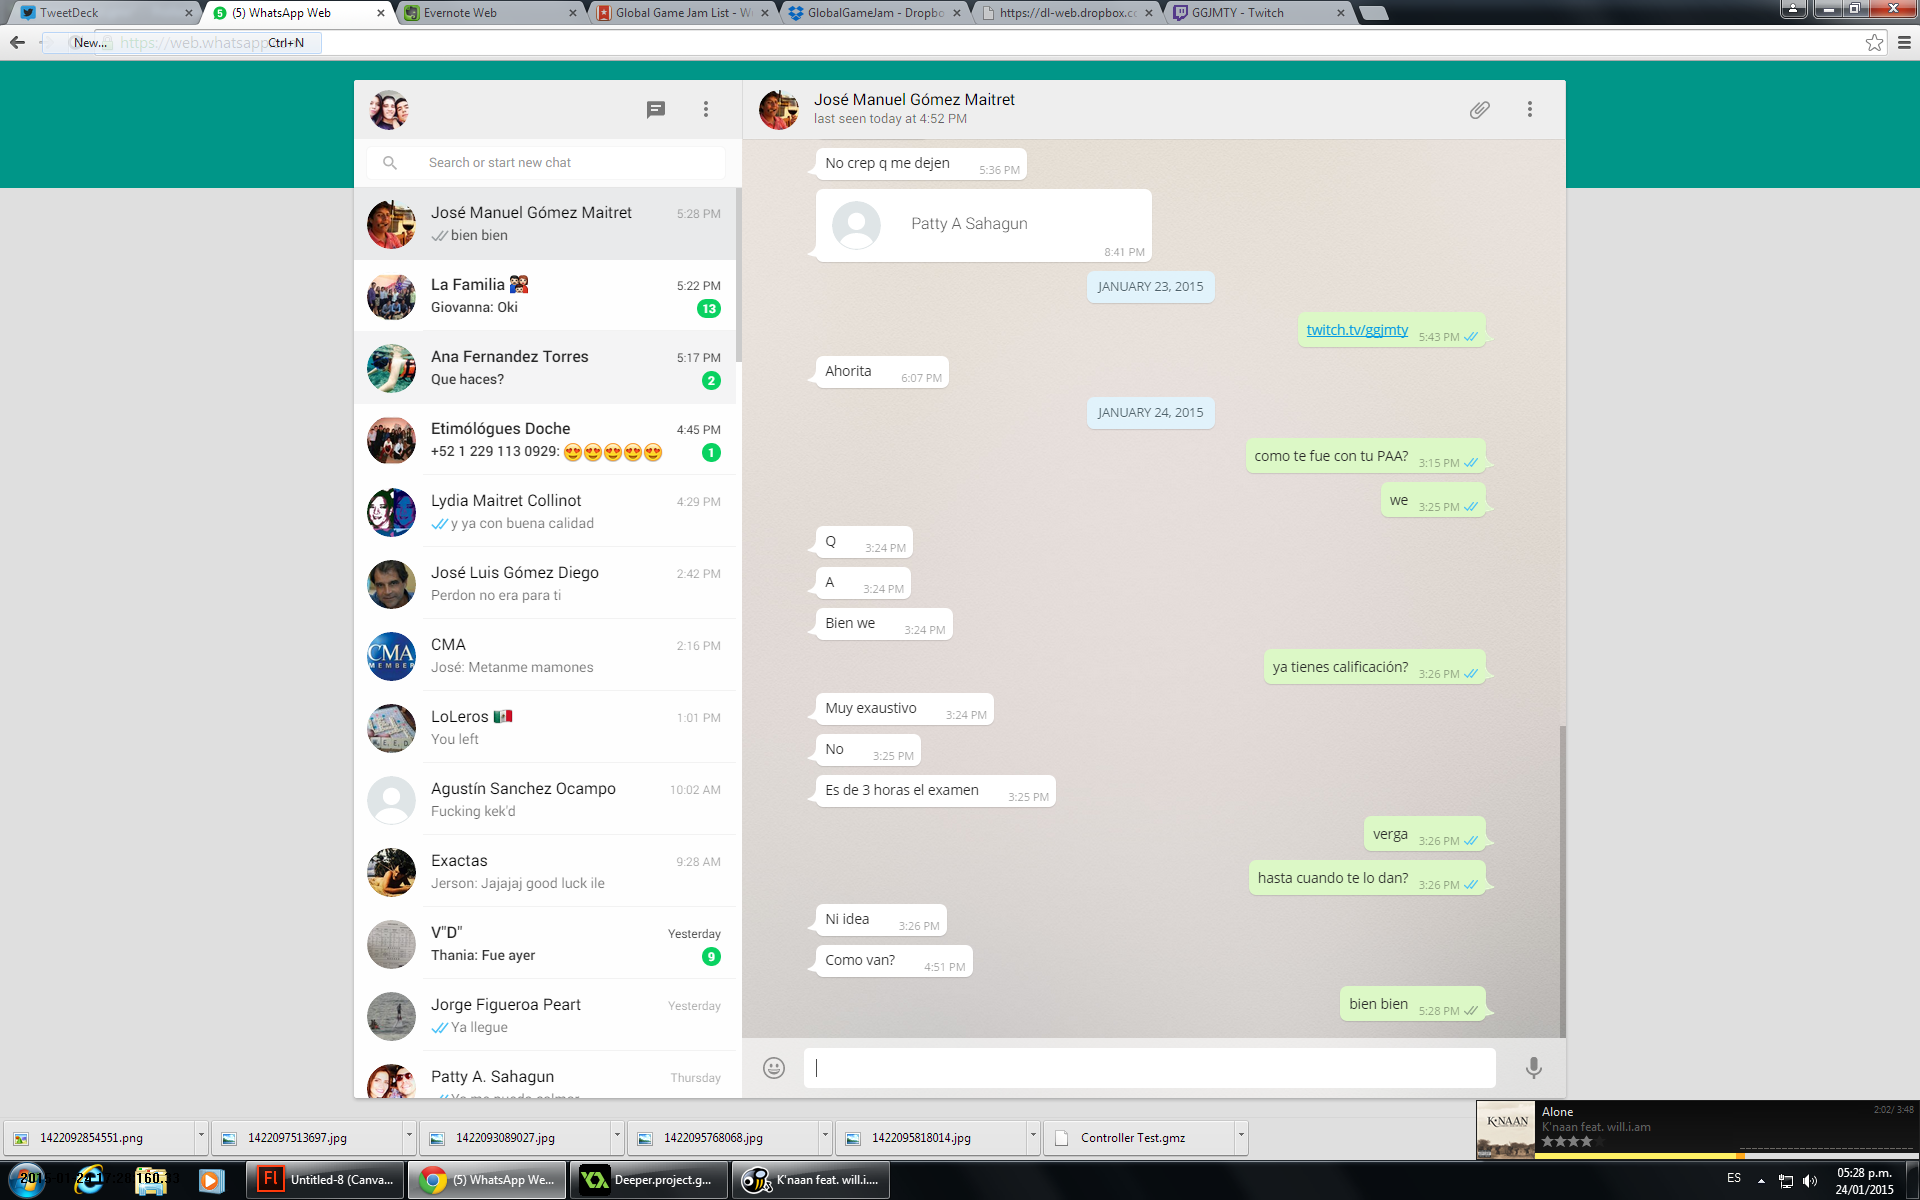 TweetDeck
(5) WhatsApp Web
Evernote Web
Global Game Jam List - W
GlobalGameJam - Dropbo
https://dl-web.dropbox.co
GGJMTY - Twitch
New... Ctrl+N
https://web.whatsapp
José Manuel Gómez Maitret
last seen today at 4:52 PM
Search or start new chat
José Manuel Gómez Maitret 5:28 PM
bien bien
La Familia 5:22 PM
Giovanna: Oki 13
Ana Fernandez Torres 5:17 PM
Que haces? 2
Etimólógues Doche 4:45 PM
+52 1 229 113 0929: 😍😍😍😍😍 1
Lydia Maitret Collinot 4:29 PM
y ya con buena calidad
José Luis Gómez Diego 2:42 PM
Perdon no era para ti
CMA MEMBER
CMA 2:16 PM
José: Metanme mamones
LoLeros 🇲🇽 1:01 PM
You left
Agustín Sanchez Ocampo 10:02 AM
Fucking kek'd
Exactas 9:28 AM
Jerson: Jajajaj good luck ile
V"D" Yesterday
Thania: Fue ayer 9
Jorge Figueroa Peart Yesterday
Ya llegue
Patty A. Sahagun Thursday
No crep q me dejen 5:36 PM
Patty A Sahagun
8:41 PM
JANUARY 23, 2015
twitch.tv/ggjmty 5:43 PM
Ahorita 6:07 PM
JANUARY 24, 2015
como te fue con tu PAA? 3:15 PM
we 3:25 PM
Q 3:24 PM
A 3:24 PM
Bien we 3:24 PM
ya tienes calificación? 3:26 PM
Muy exaustivo 3:24 PM
No 3:25 PM
Es de 3 horas el examen 3:25 PM
verga 3:26 PM
hasta cuando te lo dan? 3:26 PM
Ni idea 3:26 PM
Como van? 4:51 PM
bien bien 5:28 PM
1422092854551.png
1422097513697.jpg
1422093089027.jpg
1422095768068.jpg
1422095818014.jpg
Controller Test.gmz
K'NAAN
Alone 2:02/ 3:48
K'naan feat. will.i.am
Untitled-8 (Canva...
(5) WhatsApp We...
Deeper.project.g...
K'naan feat. will.i....
ES
05:28 p.m.
24/01/2015